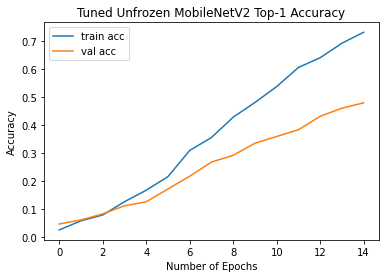 Tuned Unfrozen MobileNetV2 Top-1 Accuracy
train acc
val acc
Accuracy
0.7
0.6
0.5
0.4
0.3
0.2
0.1
0.0
0 2 4 6 8 10 12 14
Number of Epochs